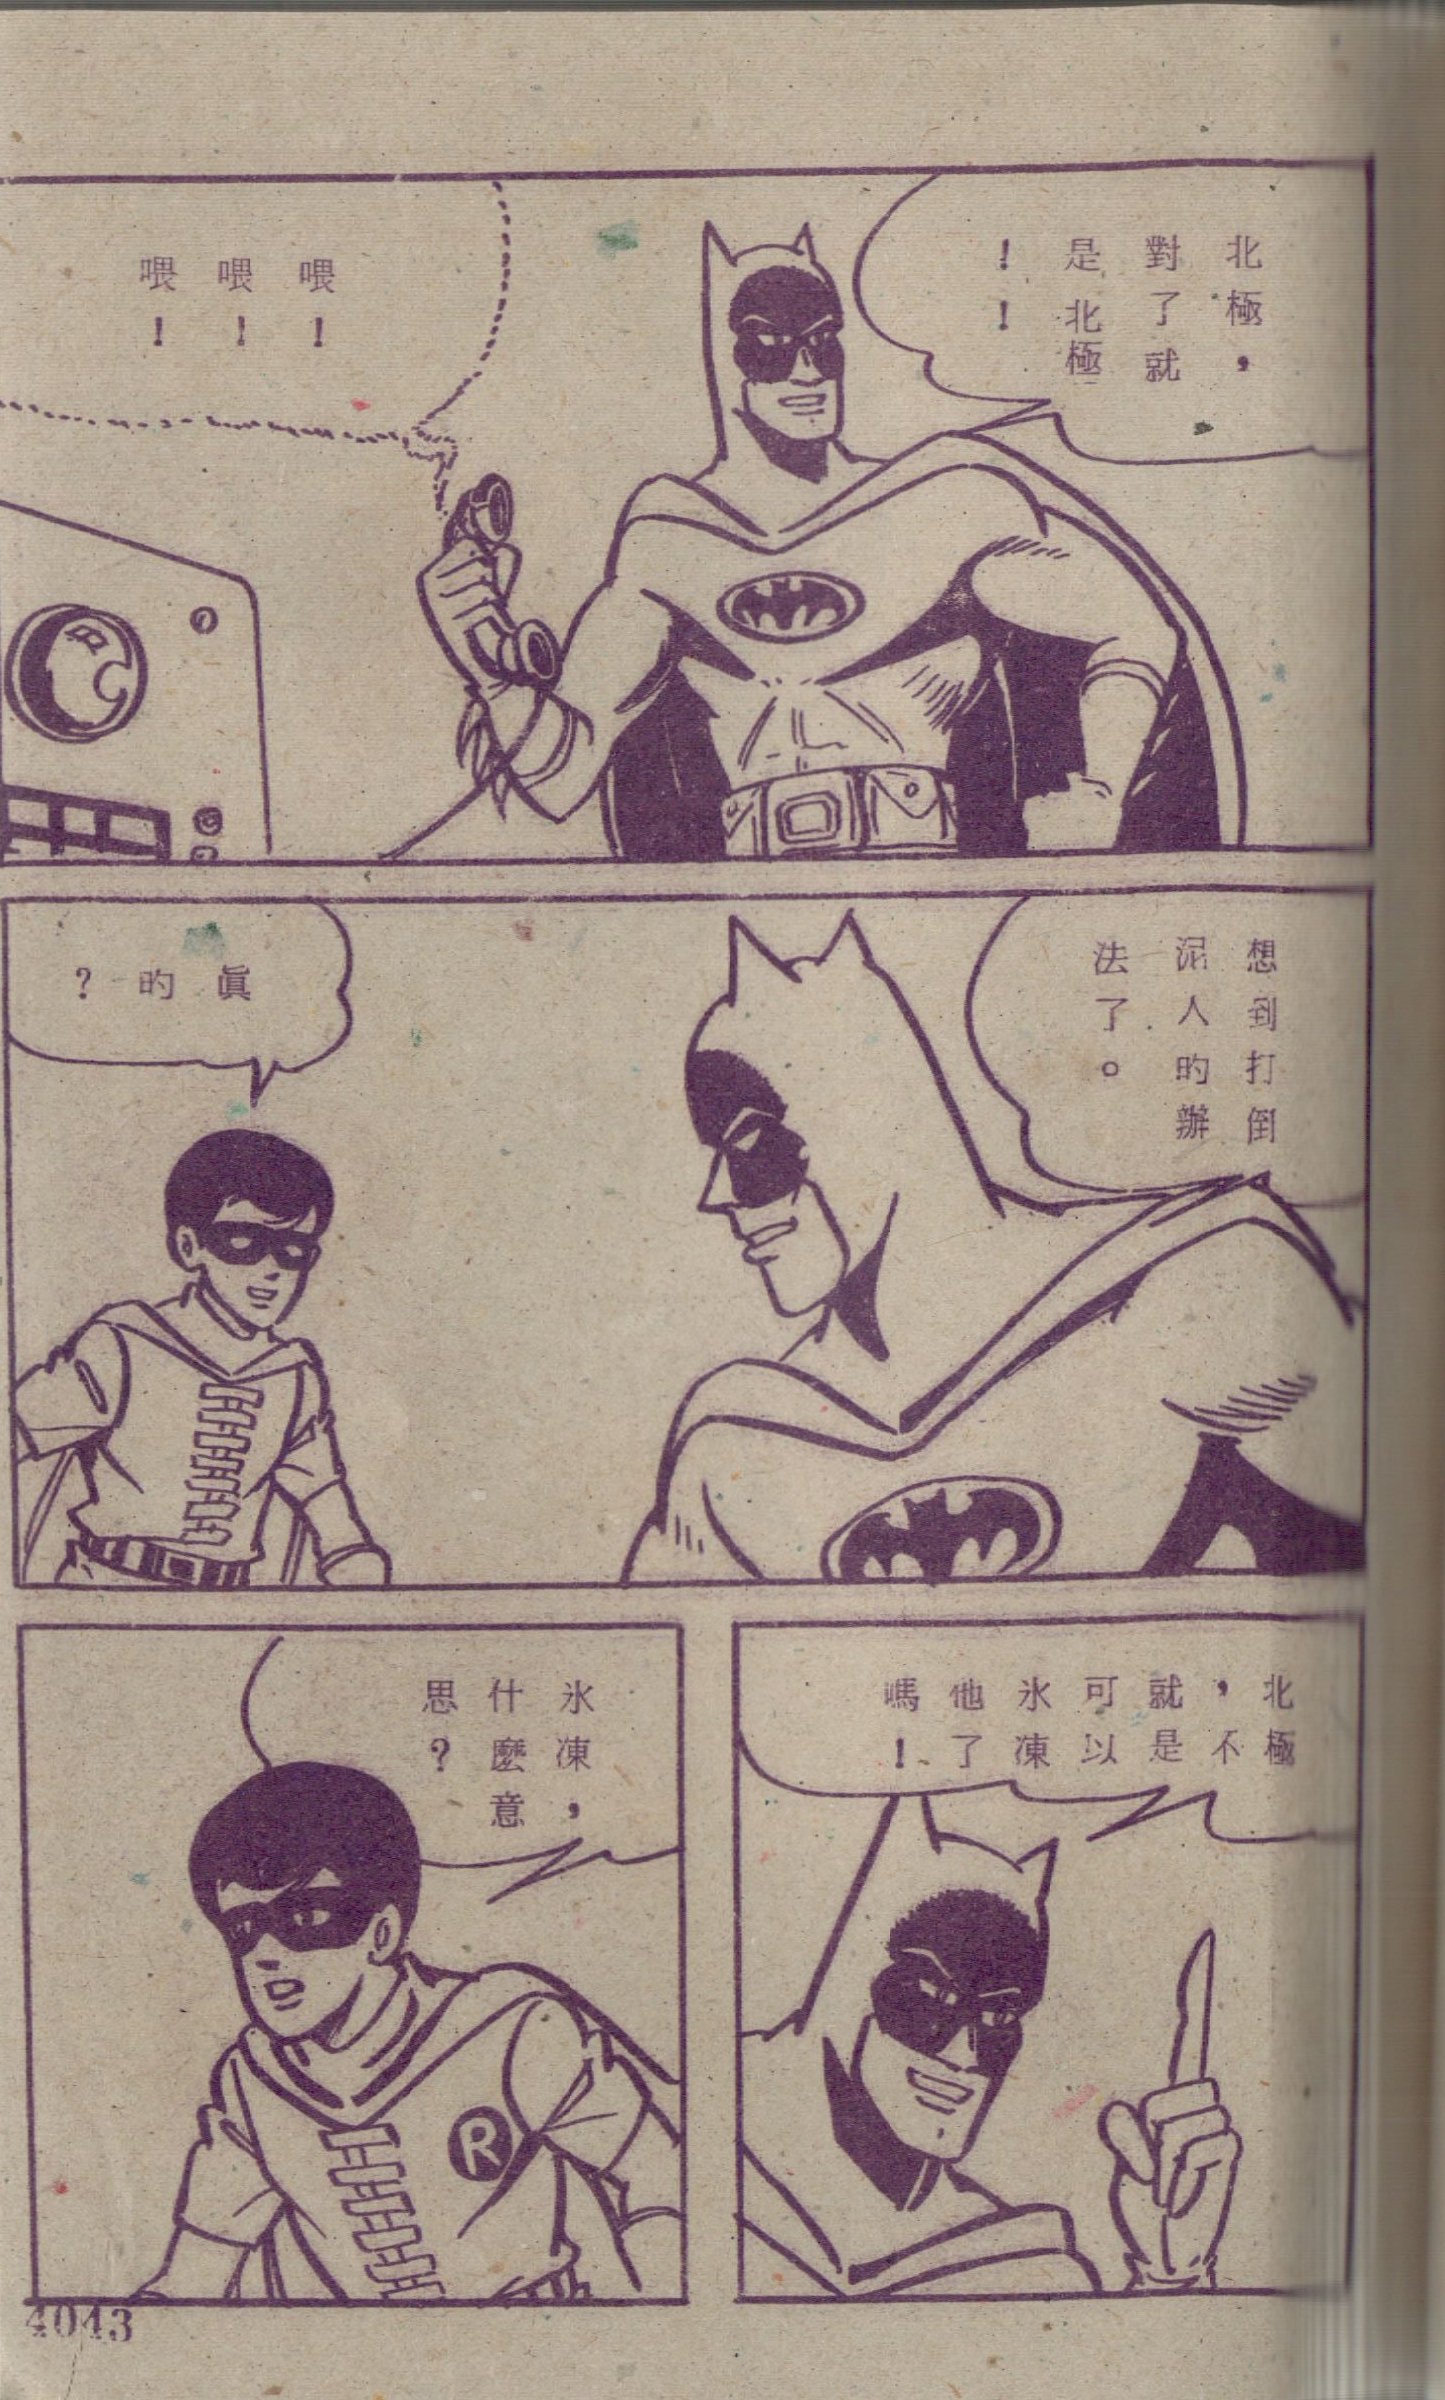 北極，
對了就
是北極
！！
喂！
喂！
喂！
想到打倒
泥人的辦
法了。
眞的？
北極
，不
就是
可以
氷凍
他了
嗎！
氷凍，
什麼意
思？
R
4043